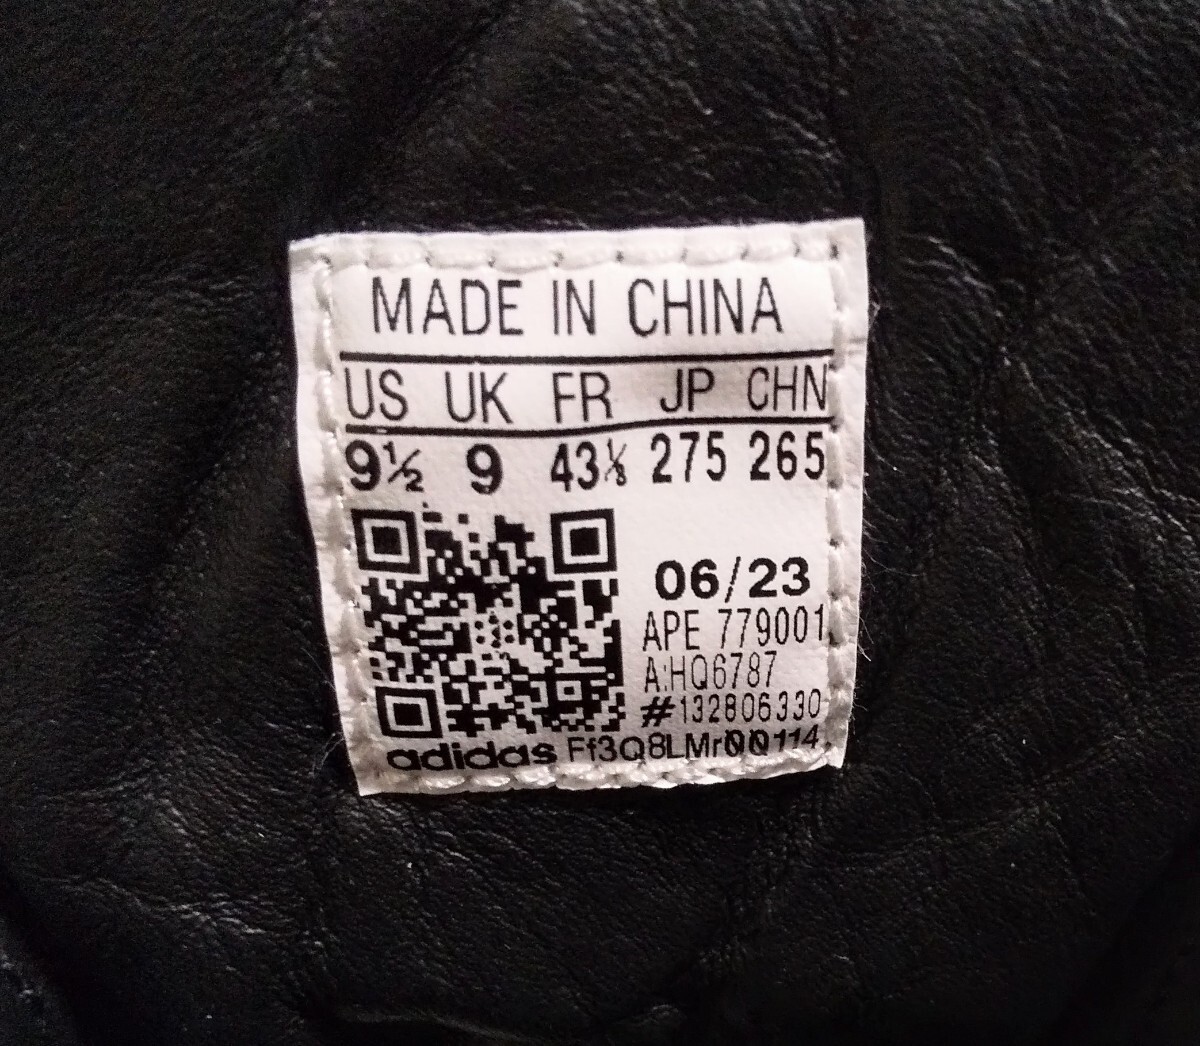 MADE IN CHINA
US UK FR JP CHN
9½ 9 43⅓ 275 265
06/23
APE 779001
A:HQ6787
#132806330
adidas Ff3Q8LMr00114